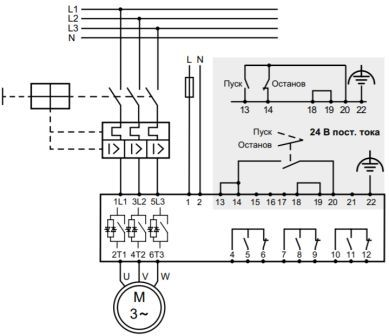 L1
L2
L3
N
L N
Пуск Останов
13 14 18 19 20 22
Пуск
Останов
24 В пост. тока
I> I> I>
1L1 3L2 5L3
1 2 13 14 15 16 17 18 19 20 21 22
2T1 4T2 6T3
4 5 6 7 8 9 10 11 12
U V W
M
3~